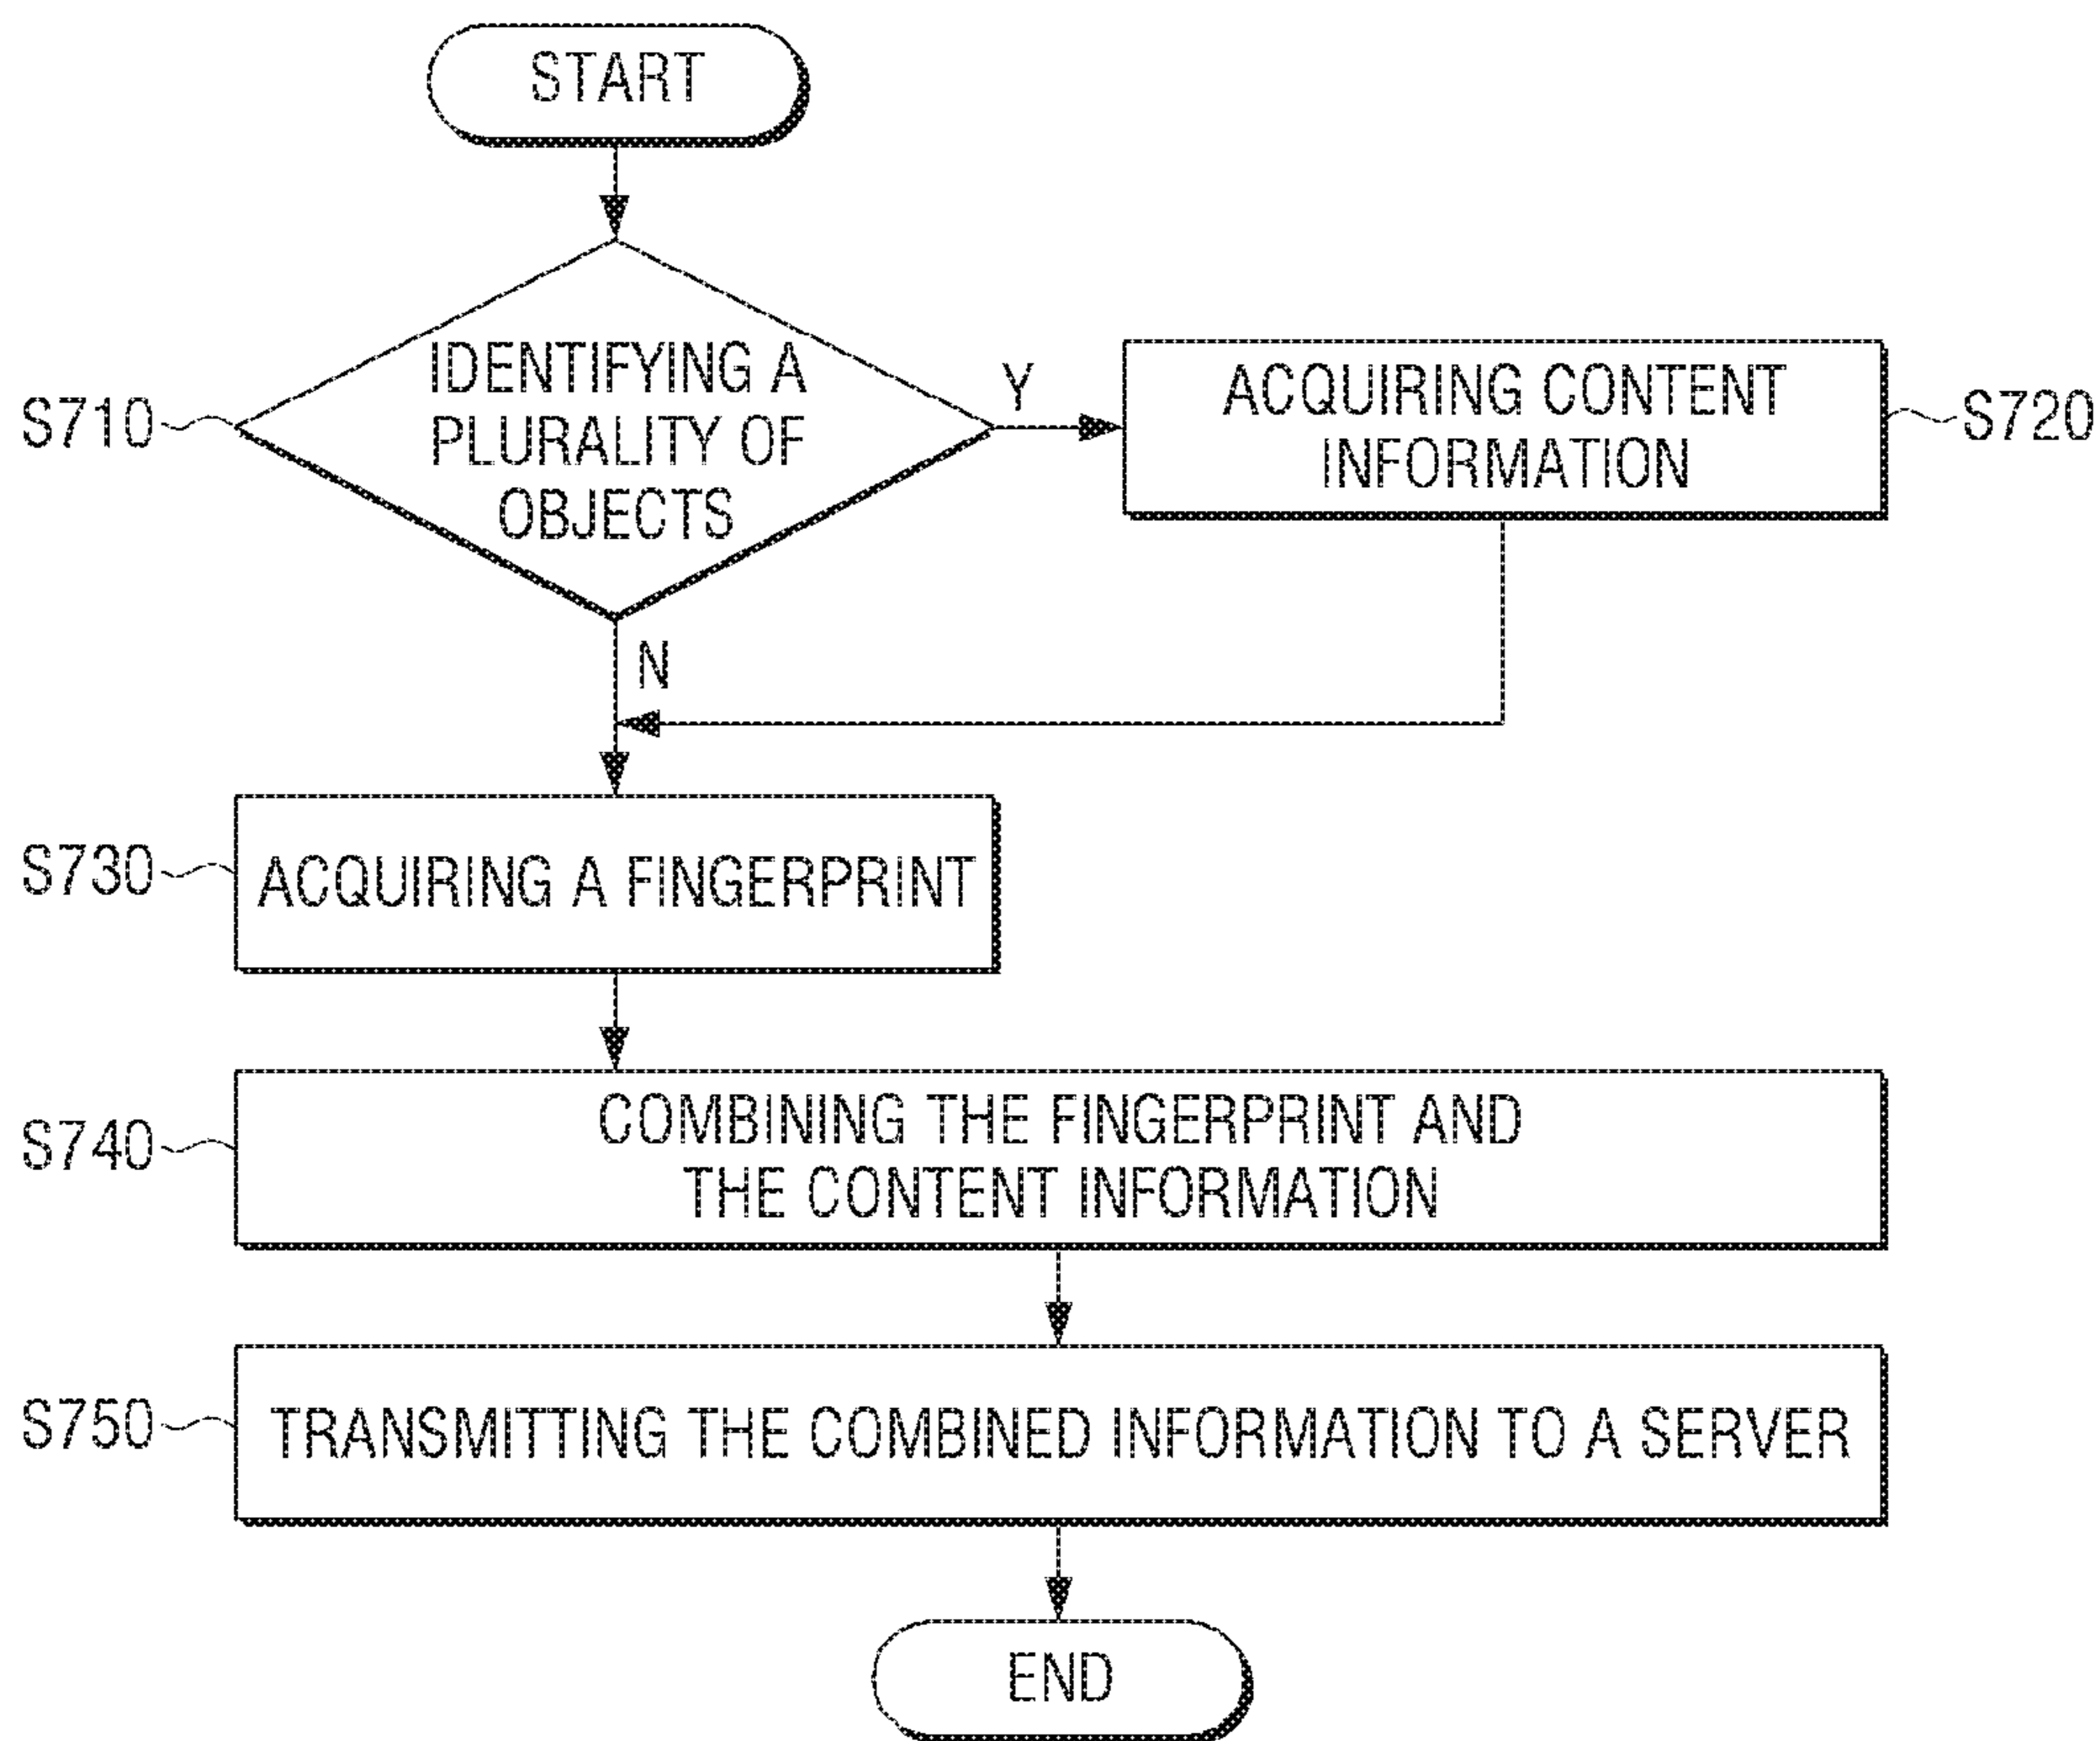 START
S710
IDENTIFYING A
PLURALITY OF
OBJECTS
Y
ACQUIRING CONTENT
INFORMATION
S720
N
S730
ACQUIRING A FINGERPRINT
S740
COMBINING THE FINGERPRINT AND
THE CONTENT INFORMATION
S750
TRANSMITTING THE COMBINED INFORMATION TO A SERVER
END